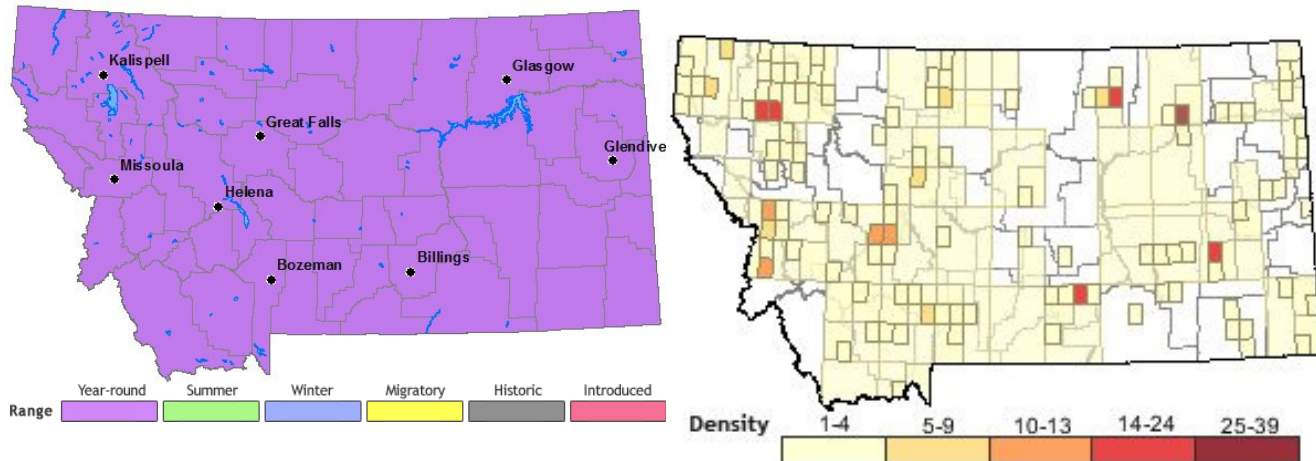 Kalispell
Glasgow
Great Falls
Glendive
Missoula
Helena
Billings
Bozeman
Year-round Summer Winter Migratory Historic Introduced
Range
Density 1-4 5-9 10-13 14-24 25-39